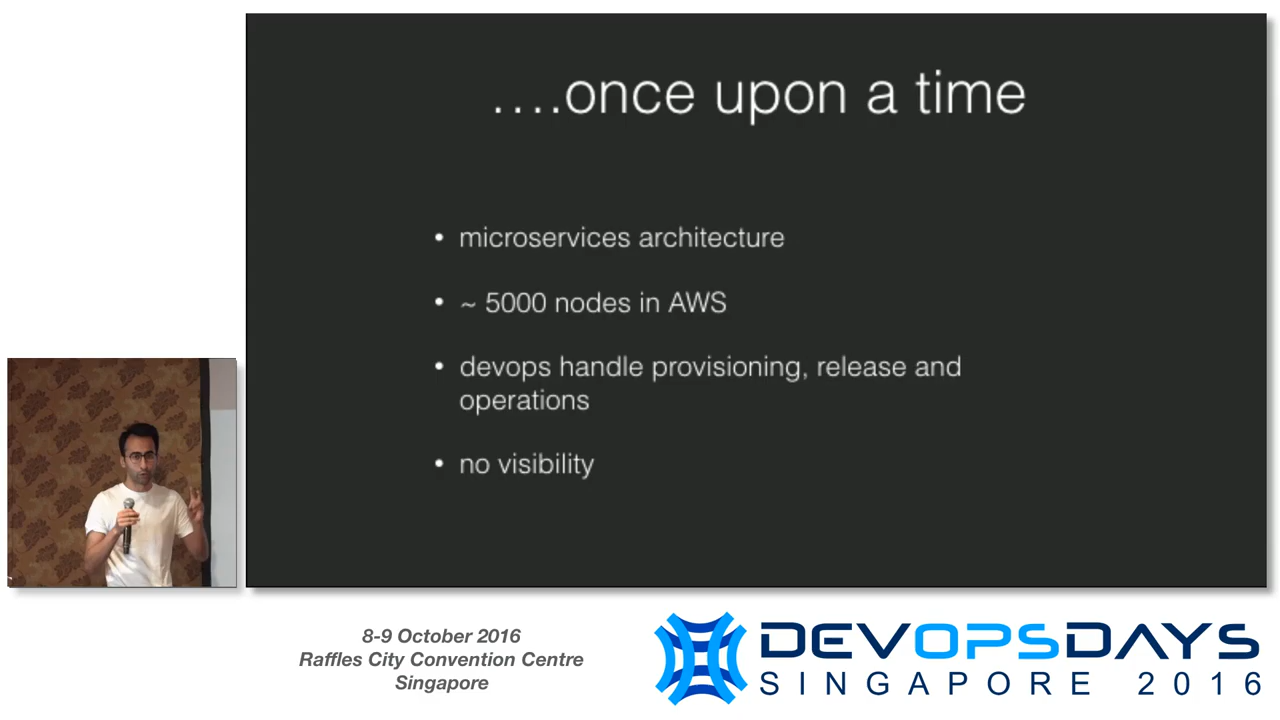 ....once upon a time
• microservices architecture
• ~ 5000 nodes in AWS
• devops handle provisioning, release and
operations
• no visibility
8-9 October 2016
Raffles City Convention Centre
Singapore
DEVOPSDAYS
SINGAPORE 2016